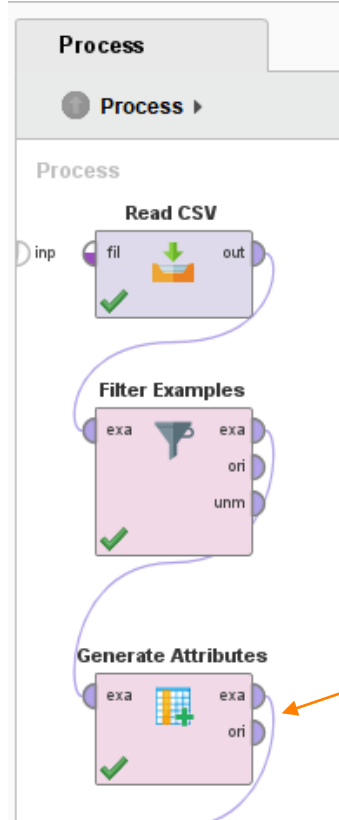 Process
Process
Process
Read CSV
inp
fil
out
Filter Examples
exa
exa
ori
unm
Generate Attributes
exa
exa
ori